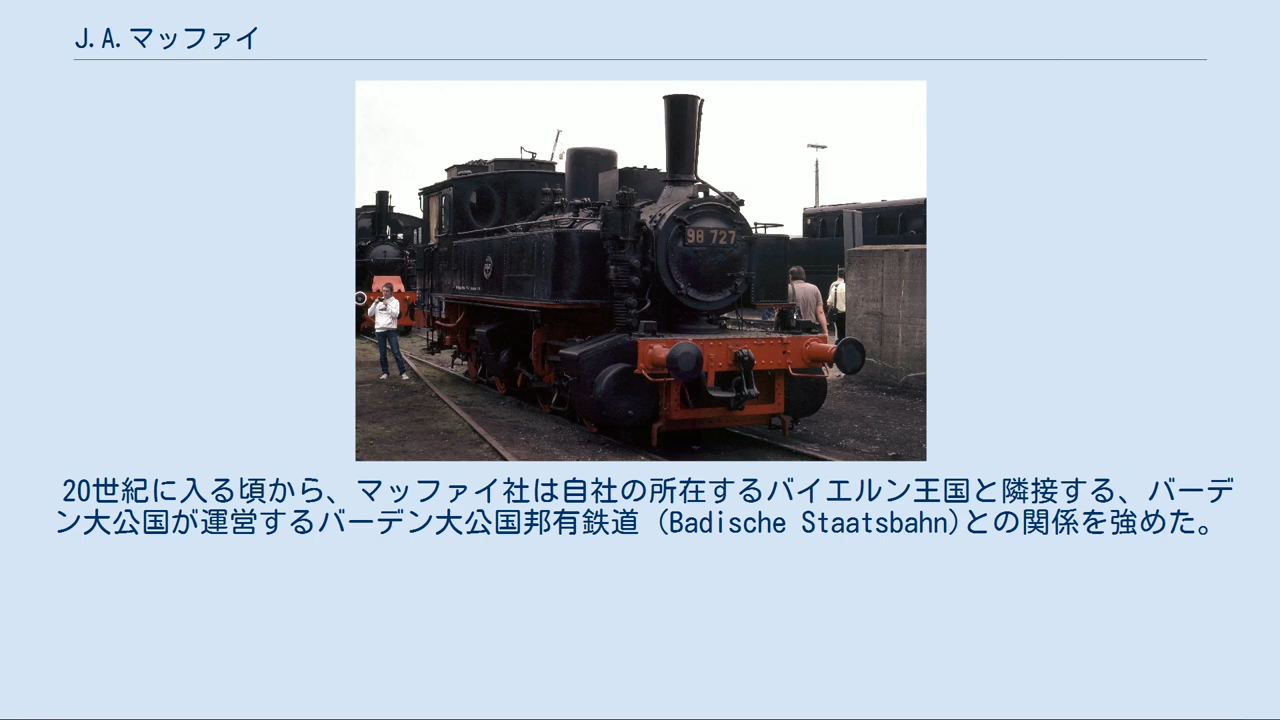 J.A.マッファイ
98 727
20世紀に入る頃から、マッファイ社は自社の所在するバイエルン王国と隣接する、バーデ
ン大公国が運営するバーデン大公国邦有鉄道 (Badische Staatsbahn)との関係を強めた。